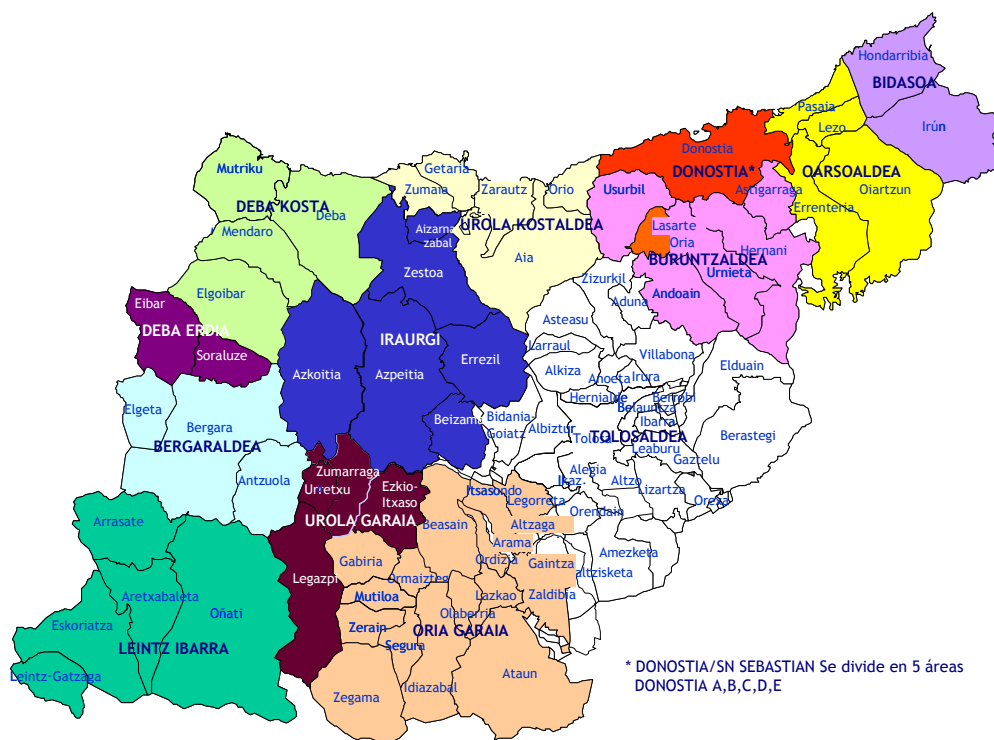 Hondarribia
BIDASOA
Pasaia
Lezo
Irún
Donostia
DONOSTIA*
OARSOALDEA
Astigarraga
Oiartzun
Errenteria
Getaria
Zumaia
Zarautz
Orio
Usurbil
Mutriku
DEBA KOSTA
Deba
Mendaro
Aizarna
zabal
UROLA KOSTALDEA
Aia
Lasarte
Oria
BURUNTZALDEA
Hernani
Urnieta
Andoain
Zestoa
Zizurkil
Aduna
Elgoibar
Eibar
DEBA ERDIA
Soraluze
IRAURGI
Errezil
Azkoitia
Azpeitia
Asteasu
Larraul
Alkiza
Villabona
Elduain
Anoeta
Irura
Hernialde
Berrobi
Belauntza
Ibarra
Elgeta
Bergara
BERGARALDEA
Antzuola
Beizama
Bidania-
Goiatz
Albiztur
Tolosa
TOLOSALDEA
Leaburu
Berastegi
Gaztelu
Zumarraga
Urretxu
Ezkio-
Itxaso
UROLA GARAIA
Itsasondo
Legorreta
Alegia
Ikaz.
Altzo
Lizartza
Orexa
Orendain
Arrasate
Beasain
Altzaga
Arama
Ordizia
Gaintza
Amezketa
altzisketa
Legazpi
Gabiria
Ormaizteg
Mutiloa
Lazkao
Zaldibia
Aretxabaleta
Oñati
Eskoriatza
LEINTZ IBARRA
Leintz-Gatzaga
Olaberria
Zerain
ORIA GARAIA
Segura
Zegama
Idiazabal
Ataun
* DONOSTIA/SN SEBASTIAN Se divide en 5 áreas
DONOSTIA A,B,C,D,E